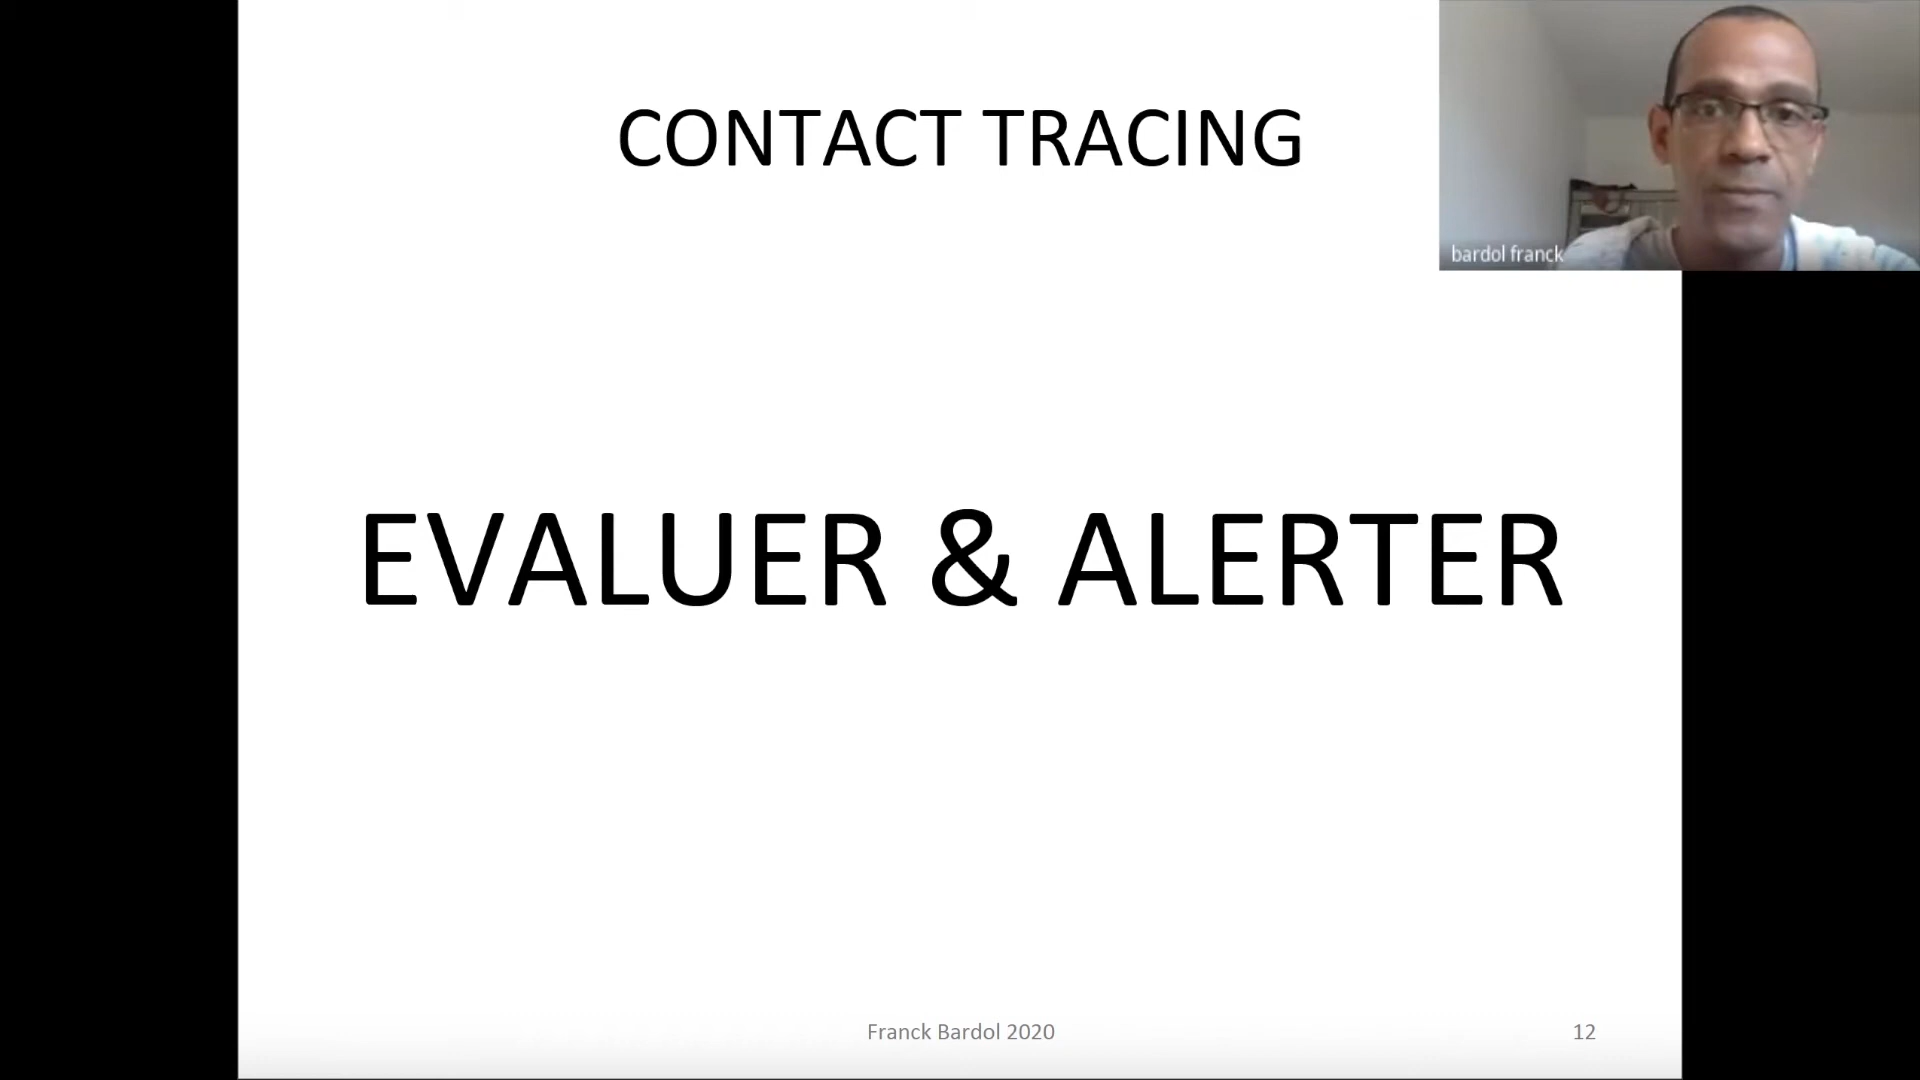 CONTACT TRACING
bardol franck
EVALUER & ALERTER
Franck Bardol 2020
12